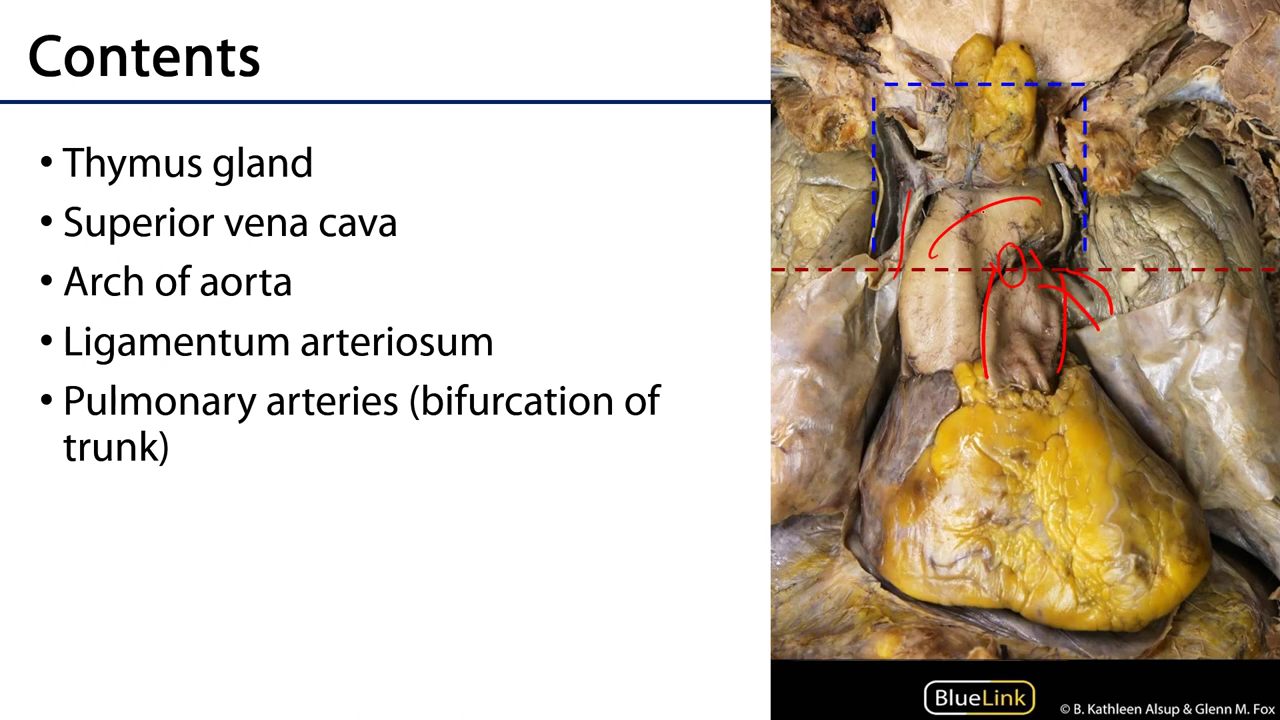 Contents
• Thymus gland
• Superior vena cava
• Arch of aorta
• Ligamentum arteriosum
• Pulmonary arteries (bifurcation of
trunk)
BlueLink
© B. Kathleen Alsup & Glenn M. Fox